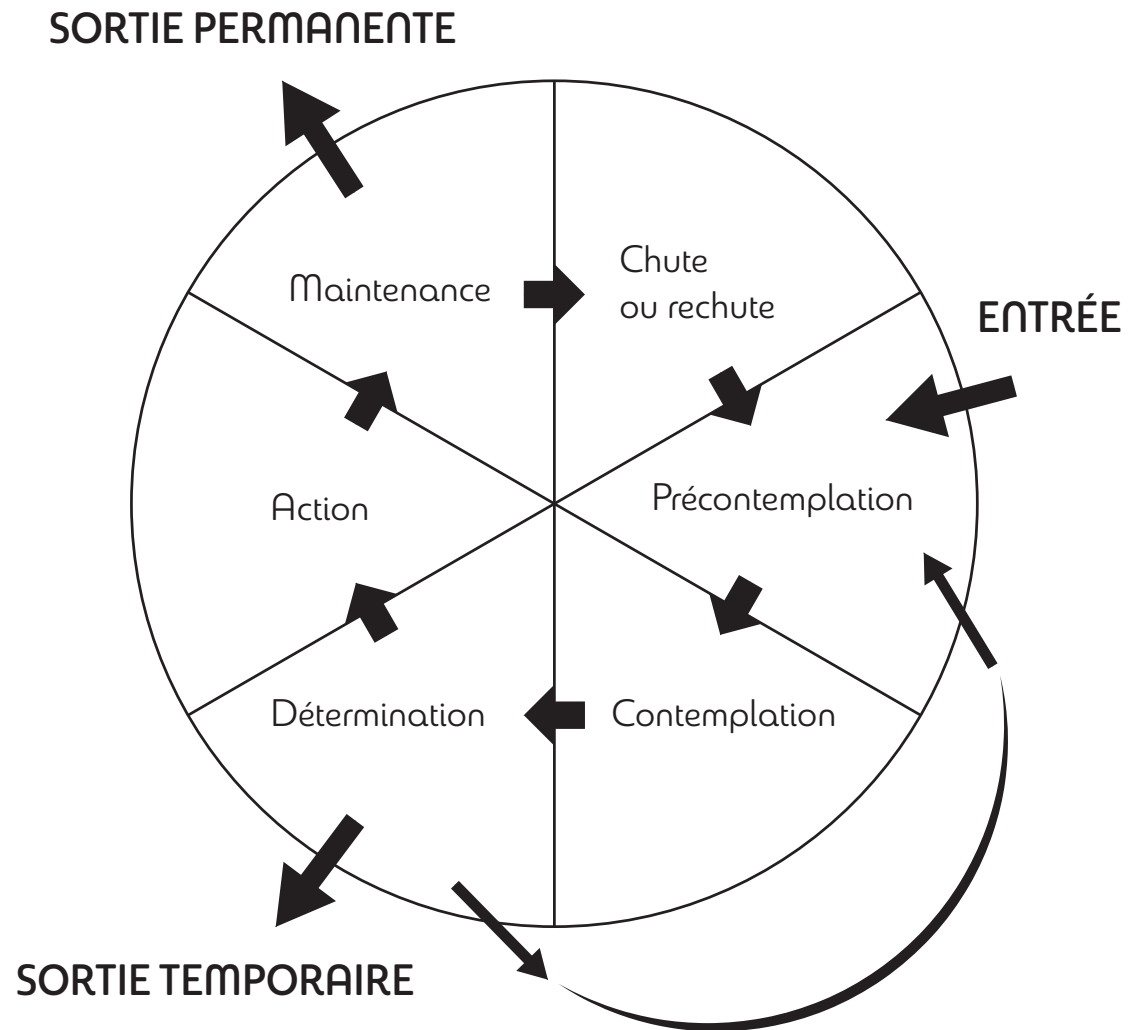 SORTIE PERMANENTE
Chute
ou rechute
Maintenance
ENTRÉE
Précontemplation
Action
Détermination
Contemplation
SORTIE TEMPORAIRE